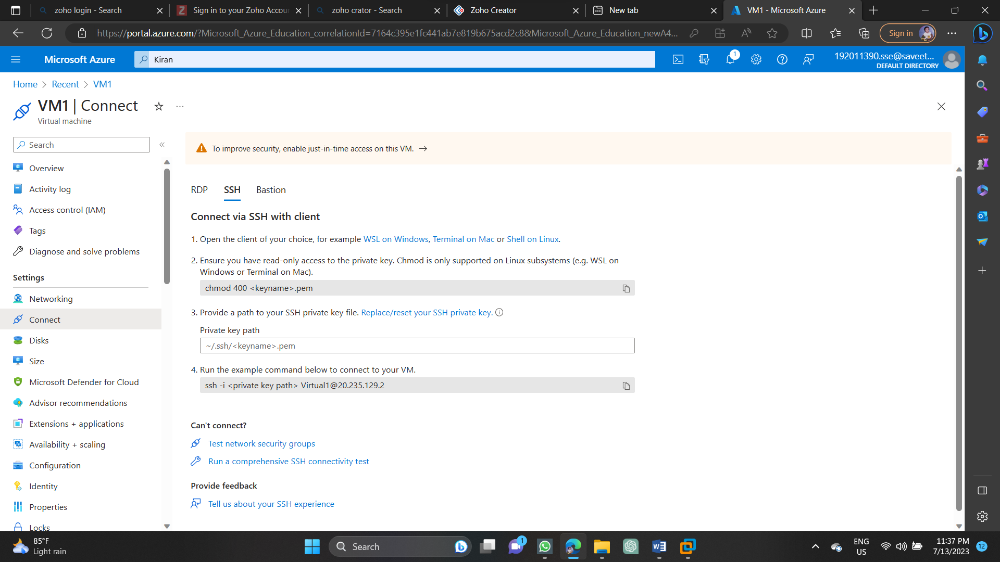 zoho login - Search
Sign in to your Zoho Accou
zoho crator - Search
Zoho Creator
New tab
VM1 - Microsoft Azure
https://portal.azure.com/?Microsoft_Azure_Education_correlationId=7164c395e1fc441ab7e819b675acd2c8&Microsoft_Azure_Education_newA4...
Sign in
Microsoft Azure
Kiran
1
192011390.sse@saveet...
DEFAULT DIRECTORY
Home > Recent > VM1
VM1 | Connect
Virtual machine
Search
Overview
Activity log
Access control (IAM)
Tags
Diagnose and solve problems
Settings
Networking
Connect
Disks
Size
Microsoft Defender for Cloud
Advisor recommendations
Extensions + applications
Availability + scaling
Configuration
Identity
Properties
Locks
To improve security, enable just-in-time access on this VM. →
RDP SSH Bastion
Connect via SSH with client
1. Open the client of your choice, for example WSL on Windows, Terminal on Mac or Shell on Linux.
2. Ensure you have read-only access to the private key. Chmod is only supported on Linux subsystems (e.g. WSL on
Windows or Terminal on Mac).
chmod 400 <keyname>.pem
3. Provide a path to your SSH private key file. Replace/reset your SSH private key.
Private key path
~/.ssh/<keyname>.pem
4. Run the example command below to connect to your VM.
ssh -i <private key path> Virtual1@20.235.129.2
Can't connect?
Test network security groups
Run a comprehensive SSH connectivity test
Provide feedback
Tell us about your SSH experience
85°F
Light rain
Search
1
ENG
US
11:37 PM
7/13/2023
12